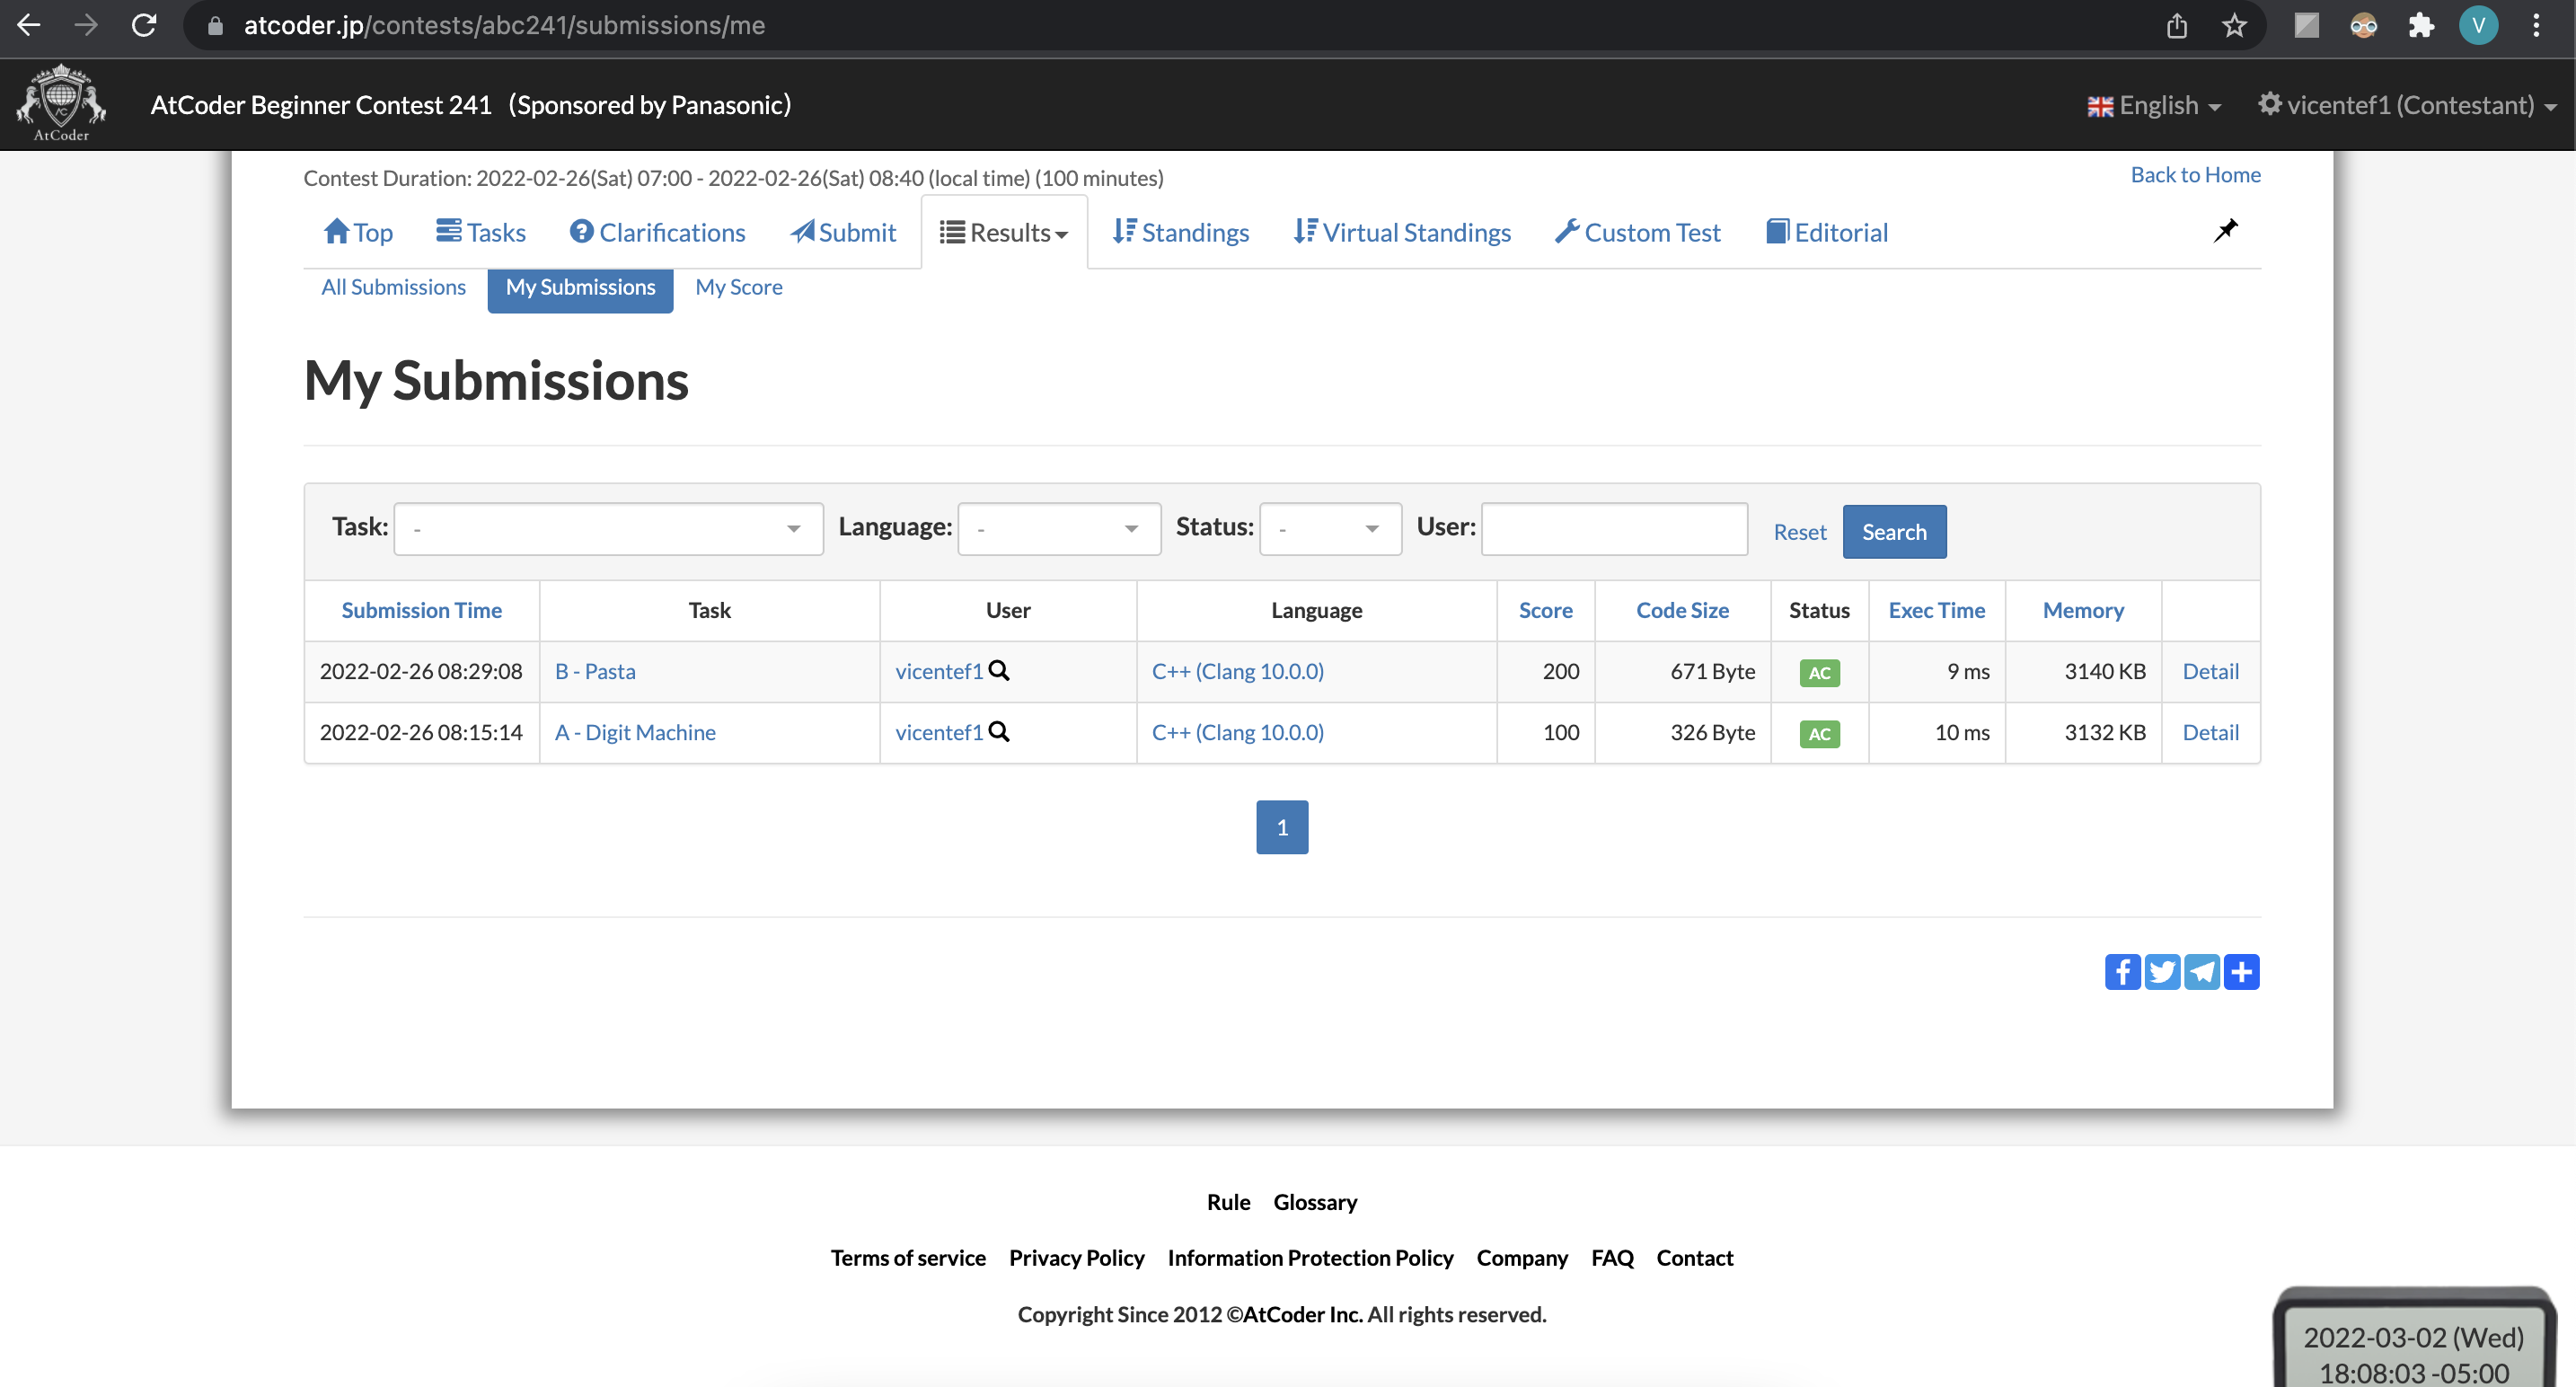 atcoder.jp/contests/abc241/submissions/me
V
AC
AtCoder
AtCoder Beginner Contest 241 (Sponsored by Panasonic)
English
vicentef1 (Contestant)
Contest Duration: 2022-02-26(Sat) 07:00 - 2022-02-26(Sat) 08:40 (local time) (100 minutes)
Back to Home
Top Tasks Clarifications Submit Results Standings Virtual Standings Custom Test Editorial
All Submissions My Submissions My Score
My Submissions
Task: - Language: - Status: - User: Reset Search
Submission Time Task User Language Score Code Size Status Exec Time Memory
2022-02-26 08:29:08 B - Pasta vicentef1 C++ (Clang 10.0.0) 200 671 Byte AC 9 ms 3140 KB Detail
2022-02-26 08:15:14 A - Digit Machine vicentef1 C++ (Clang 10.0.0) 100 326 Byte AC 10 ms 3132 KB Detail
1
Rule Glossary
Terms of service Privacy Policy Information Protection Policy Company FAQ Contact
Copyright Since 2012 ©AtCoder Inc. All rights reserved.
2022-03-02 (Wed)
18:08:03 -05:00